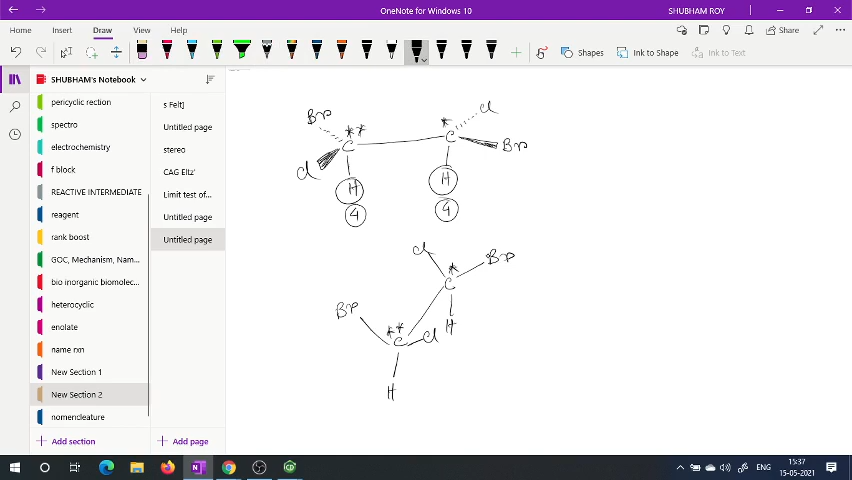 OneNote for Windows 10
SHUBHAM ROY
Home Insert Draw View Help Share
Shapes Ink to Shape Ink to Text
SHUBHAM's Notebook
pericyclic rection
spectro
electrochemistry
f block
REACTIVE INTERMEDIATE
reagent
rank boost
GOC, Mechanism, Nam...
bio inorganic biomolec...
heterocyclic
enolate
name rxn
New Section 1
New Section 2
nomencleature
Add section
s Felt]
Untitled page
stereo
CAG Ellz'
Limit test of...
Untitled page
Untitled page
Add page
Br Cl
** *
C C Br
Cl
H H
4 4
Cl Br
*
C
Br H
**
C Cl
H
ENG
15:37
15-05-2021